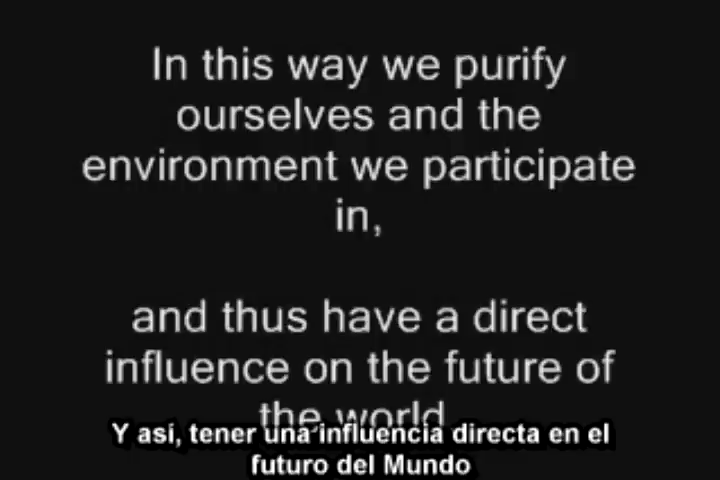 In this way we purify
ourselves and the
environment we participate
in,
and thus have a direct
influence on the future of
the world
Y así, tener una influencia directa en el
futuro del Mundo